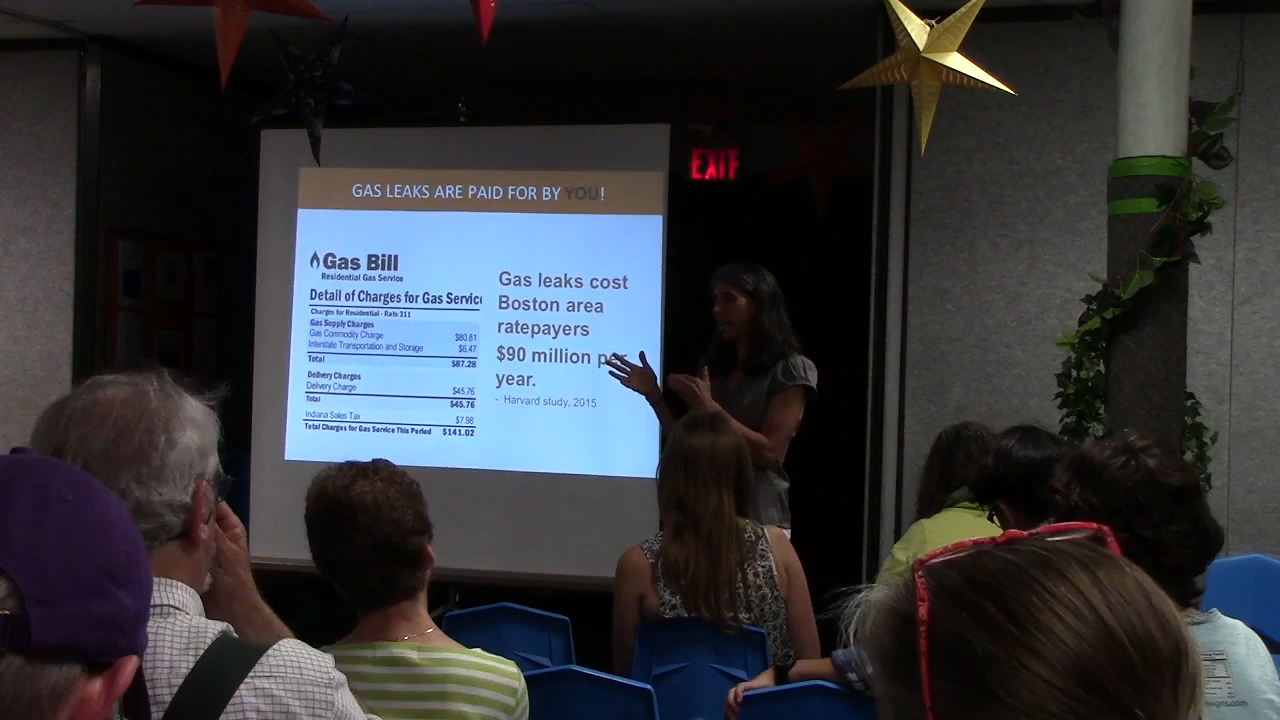 GAS LEAKS ARE PAID FOR BY YOU!
EXIT
Gas Bill
Residential Gas Service
Detail of Charges for Gas Servic
Charges for Residential - Rate 311
Gas Supply Charges
Gas Commodity Charge $80.81
Interstate Transportation and Storage $6.47
Total $87.28
Delivery Charges
Delivery Charge $45.76
Total $45.76
Indiana Sales Tax $7.98
Total Charges for Gas Service This Period $141.02
Gas leaks cost
Boston area
ratepayers
$90 million per
year.
- Harvard study, 2015